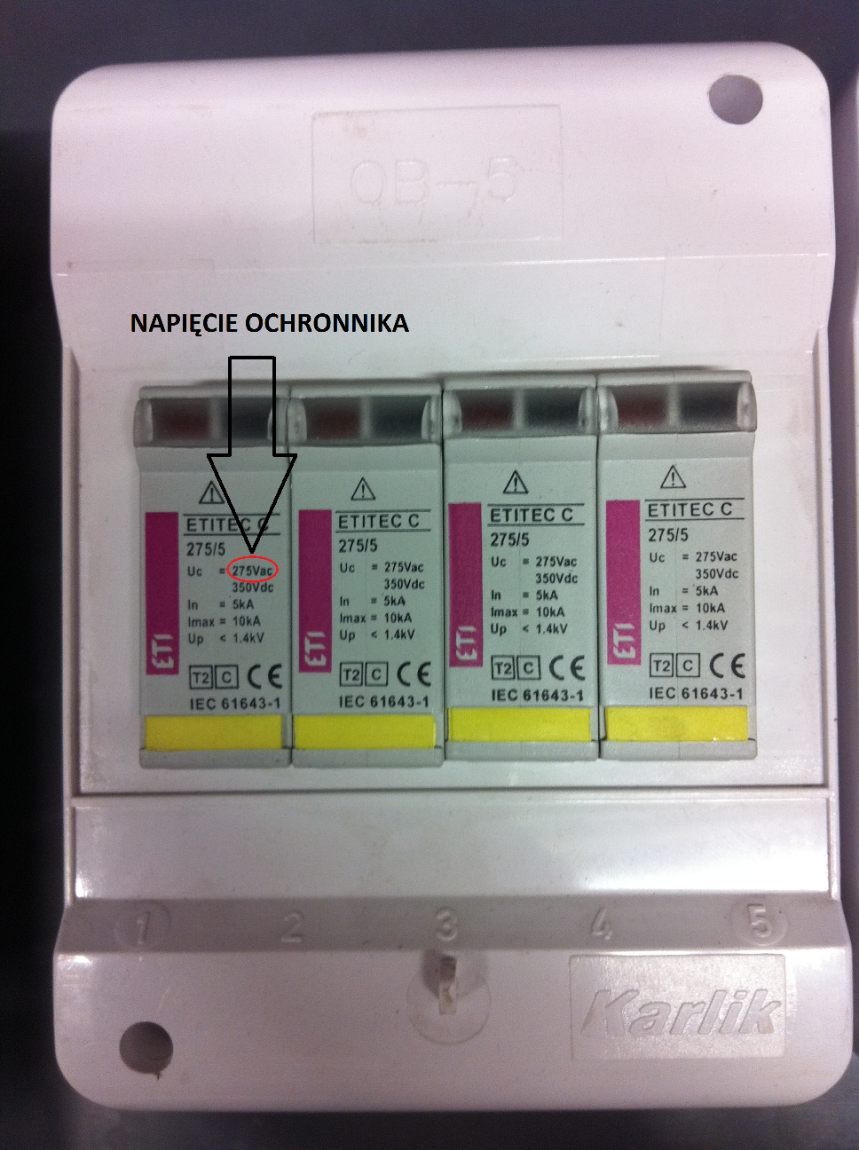 QB-5
NAPIĘCIE OCHRONNIKA
ETITEC C
275/5
Uc = 275Vac
350Vdc
In = 5kA
Imax = 10kA
Up < 1.4kV
ETI
T2 C CE
IEC 61643-1
ETITEC C
275/5
Uc = 275Vac
350Vdc
In = 5kA
Imax = 10kA
Up < 1.4kV
ETI
T2 C CE
IEC 61643-1
ETITEC C
275/5
Uc = 275Vac
350Vdc
In = 5kA
Imax = 10kA
Up < 1.4kV
ETI
T2 C CE
IEC 61643-1
ETITEC C
275/5
Uc = 275Vac
350Vdc
In = 5kA
Imax = 10kA
Up < 1.4kV
ETI
T2 C CE
IEC 61643-1
1 2 3 4 5
Karlik